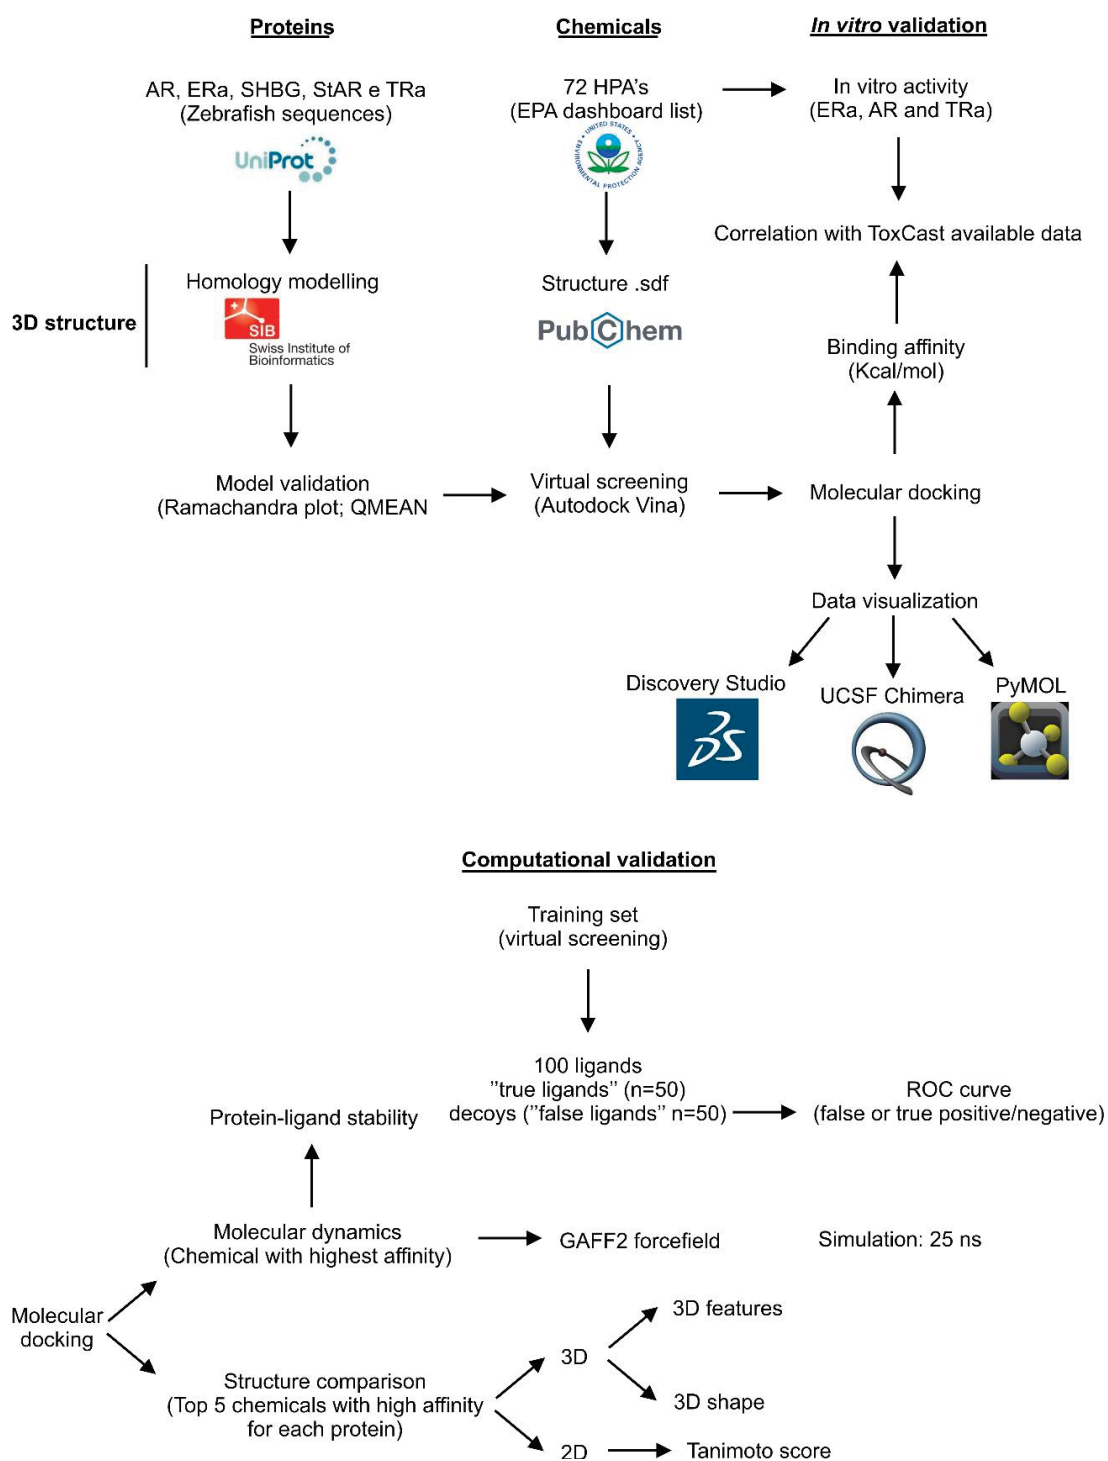 Proteins
AR, ERa, SHBG, StAR e TRa
(Zebrafish sequences)
UniProt
3D structure
Homology modelling
SIB
Swiss Institute of
Bioinformatics
Model validation
(Ramachandra plot; QMEAN
Chemicals
72 HPA's
(EPA dashboard list)
UNITED STATES
ENVIRONMENTAL PROTECTION AGENCY
Structure .sdf
PubChem
Virtual screening
(Autodock Vina)
In vitro validation
In vitro activity
(ERa, AR and TRa)
Correlation with ToxCast available data
Binding affinity
(Kcal/mol)
Molecular docking
Data visualization
Discovery Studio
DS
UCSF Chimera
PyMOL
Computational validation
Training set
(virtual screening)
100 ligands
’’true ligands’’ (n=50)
decoys (’’false ligands’’ n=50)
ROC curve
(false or true positive/negative)
Protein-ligand stability
Molecular dynamics
(Chemical with highest affinity)
GAFF2 forcefield
Simulation: 25 ns
Molecular
docking
Structure comparison
(Top 5 chemicals with high affinity
for each protein)
3D
3D features
3D shape
2D
Tanimoto score